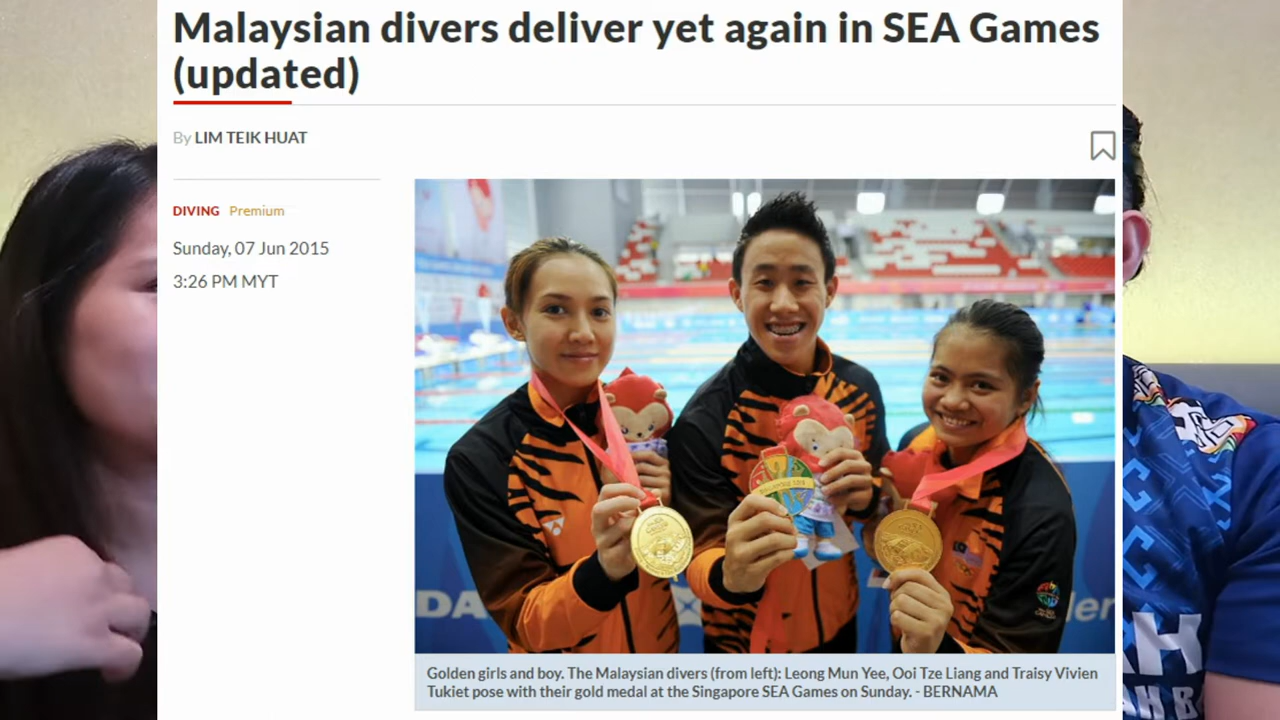 Malaysian divers deliver yet again in SEA Games
(updated)
By LIM TEIK HUAT
DIVING Premium
Sunday, 07 Jun 2015
3:26 PM MYT
DA
Golden girls and boy. The Malaysian divers (from left): Leong Mun Yee, Ooi Tze Liang and Traisy Vivien
Tukiet pose with their gold medal at the Singapore SEA Games on Sunday. - BERNAMA